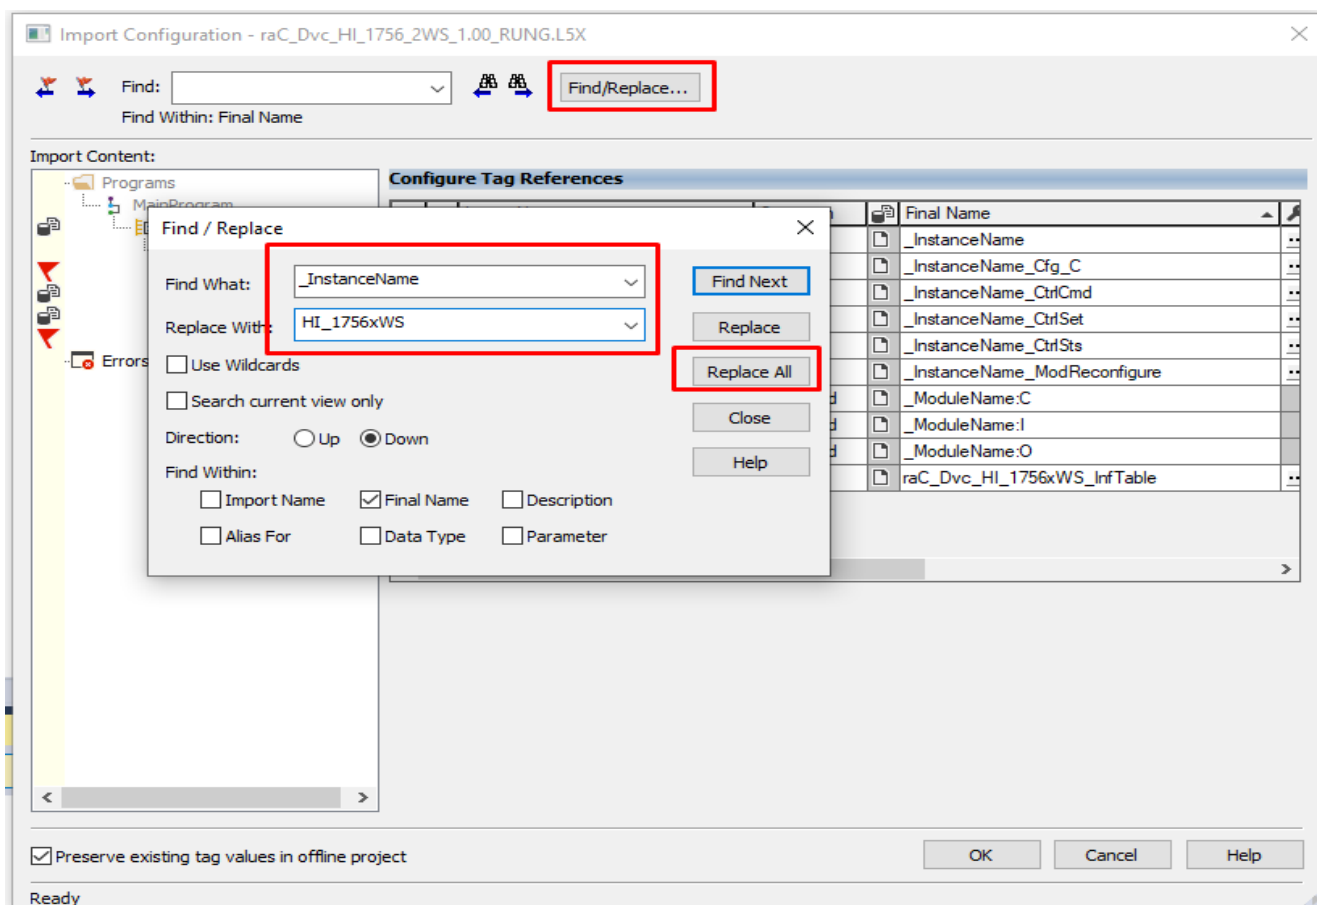 Import Configuration - raC_Dvc_HI_1756_2WS_1.00_RUNG.L5X
Find:
Find/Replace...
Find Within: Final Name
Import Content:
Programs
MainProgram
Configure Tag References
Final Name
_InstanceName
_InstanceName_Cfg_C
_InstanceName_CtrlCmd
_InstanceName_CtrlSet
_InstanceName_CtrlSts
_InstanceName_ModReconfigure
_ModuleName:C
_ModuleName:I
_ModuleName:O
raC_Dvc_HI_1756xWS_InfTable
Errors
Find / Replace
Find What: _InstanceName
Find Next
Replace With: HI_1756xWS
Replace
Use Wildcards
Replace All
Search current view only
Close
Direction: Up Down
Help
Find Within:
Import Name Final Name Description
Alias For Data Type Parameter
Preserve existing tag values in offline project
OK Cancel Help
Ready